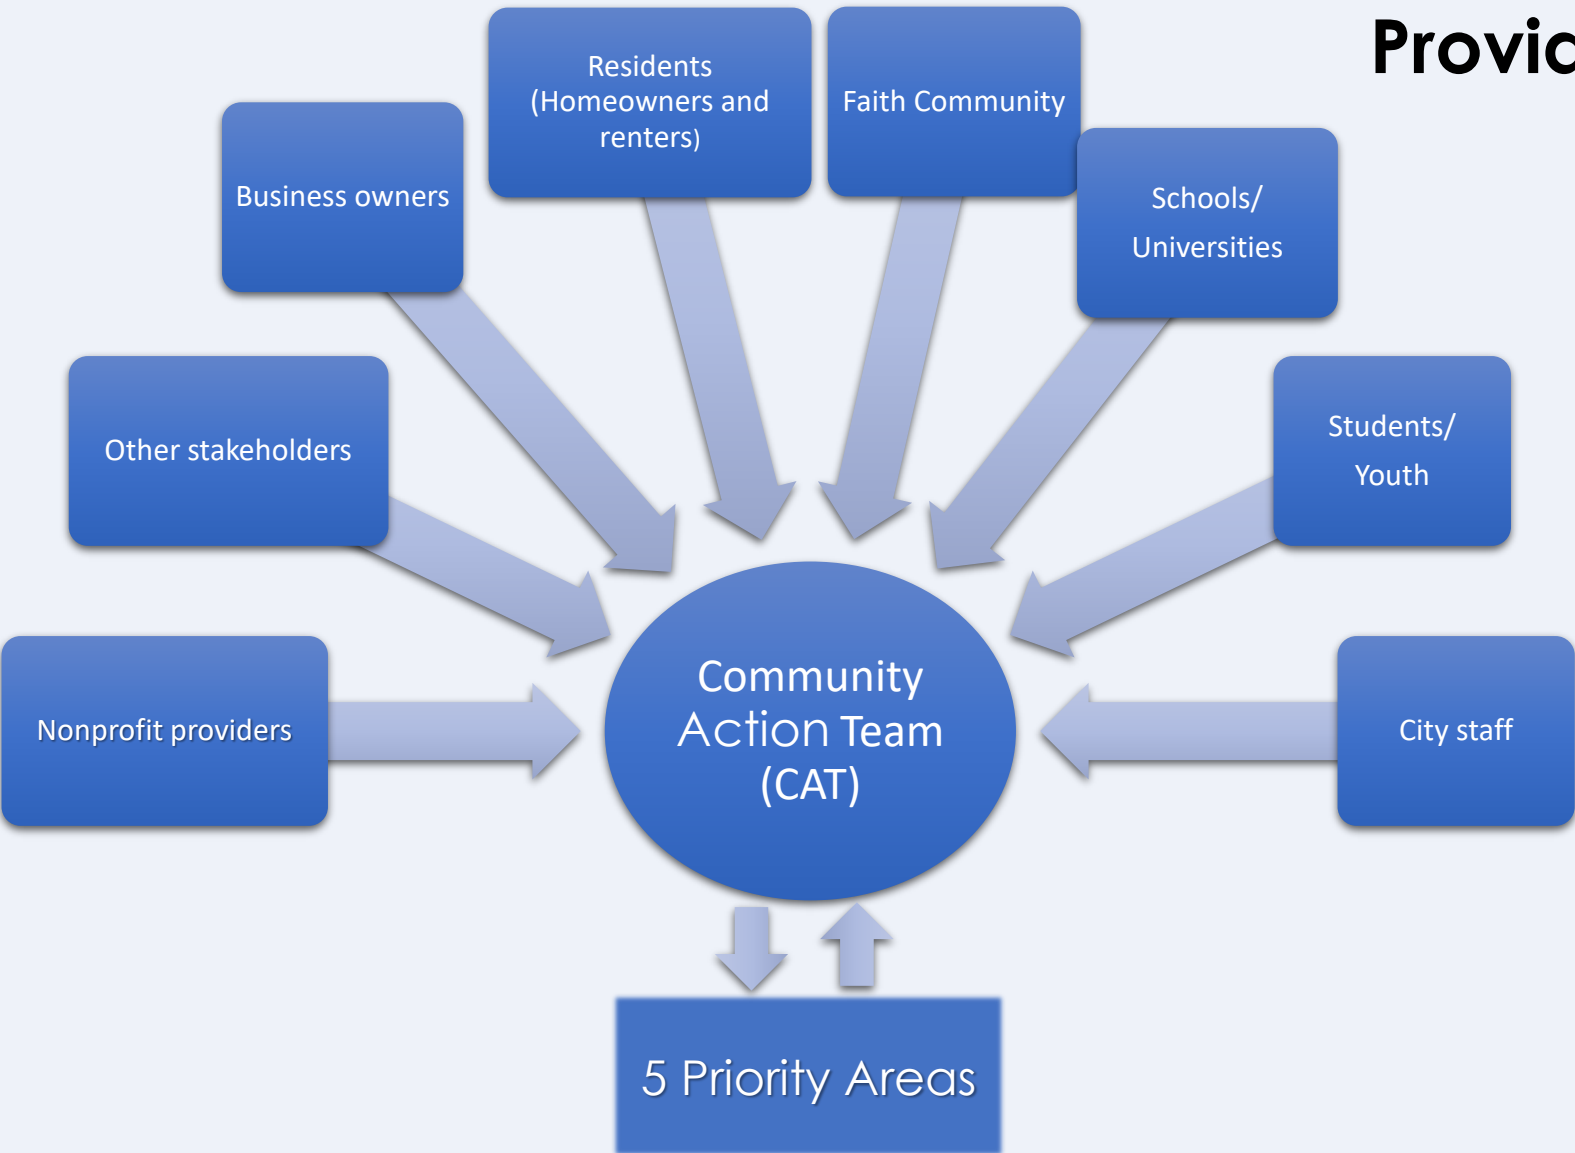 Provic
Residents
(Homeowners and
renters)
Faith Community
Business owners
Schools/
Universities
Other stakeholders
Students/
Youth
Nonprofit providers
Community
Action Team
(CAT)
City staff
5 Priority Areas